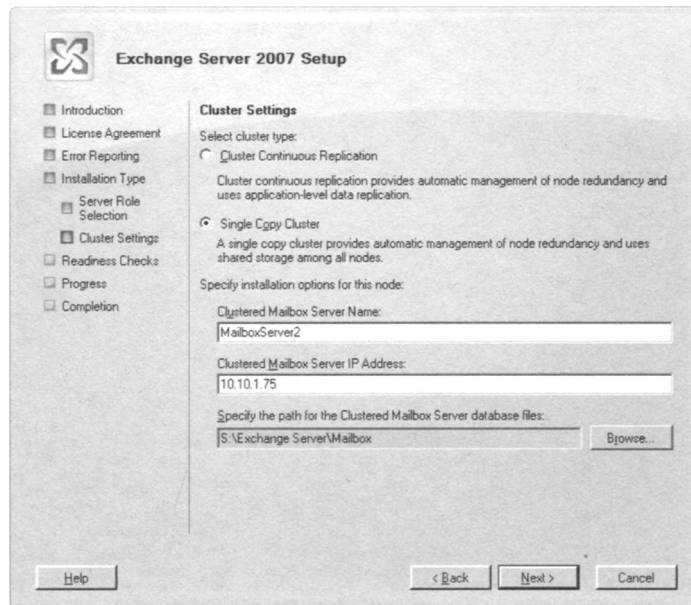 Exchange Server 2007 Setup
Introduction
License Agreement
Error Reporting
Installation Type
Server Role
Selection
Cluster Settings
Readiness Checks
Progress
Completion
Cluster Settings
Select cluster type:
Cluster Continuous Replication
Cluster continuous replication provides automatic management of node redundancy and
uses application-level data replication.
Single Copy Cluster
A single copy cluster provides automatic management of node redundancy and uses
shared storage among all nodes.
Specify installation options for this node:
Clustered Mailbox Server Name:
MailboxServer2
Clustered Mailbox Server IP Address:
10.10.1.75
Specify the path for the Clustered Mailbox Server database files:
S:\Exchange Server\Mailbox
Browse...
Help
< Back
Next >
Cancel